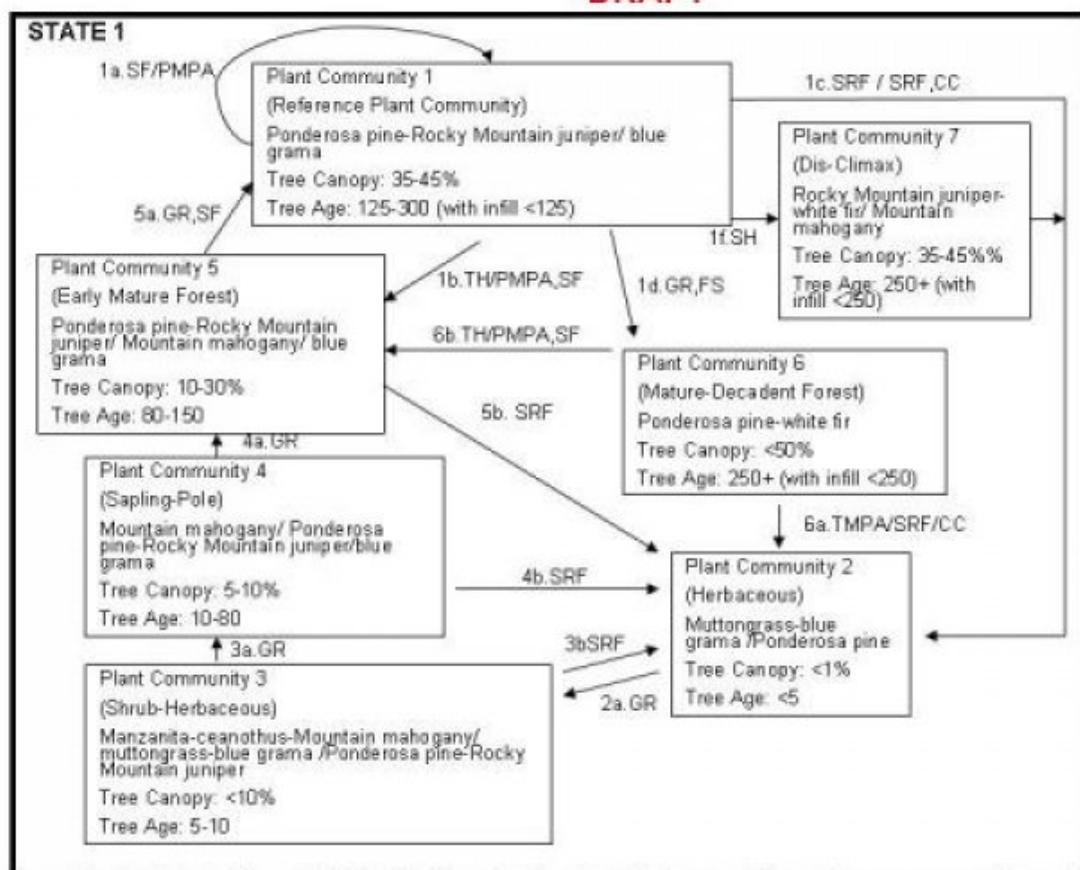 STATE 1
1a.SF/PMPA
Plant Community 1
(Reference Plant Community)
Ponderosa pine-Rocky Mountain juniper/ blue
grama
Tree Canopy: 35-45%
Tree Age: 125-300 (with infill <125)
1c.SRF / SRF,CC
Plant Community 7
(Dis-Climax)
Rocky Mountain juniper-
white fir/ Mountain
mahogany
Tree Canopy: 35-45%%
Tree Age: 250+ (with
infill <250)
1f.SH
5a.GR,SF
1b.TH/PMPA,SF
1d.GR,FS
Plant Community 5
(Early Mature Forest)
Ponderosa pine-Rocky Mountain
juniper/ Mountain mahogany/ blue
grama
Tree Canopy: 10-30%
Tree Age: 80-150
6b.TH/PMPA,SF
Plant Community 6
(Mature-Decadent Forest)
Ponderosa pine-white fir
Tree Canopy: <50%
Tree Age: 250+ (with infill <250)
5b. SRF
4a.GR
Plant Community 4
(Sapling-Pole)
Mountain mahogany/ Ponderosa
pine-Rocky Mountain juniper/blue
grama
Tree Canopy: 5-10%
Tree Age: 10-80
6a.TMPA/SRF/CC
4b.SRF
Plant Community 2
(Herbaceous)
Muttongrass-blue
grama /Ponderosa pine
Tree Canopy: <1%
Tree Age: <5
3a.GR
3bSRF
2a.GR
Plant Community 3
(Shrub-Herbaceous)
Manzanita-ceanothus-Mountain mahogany/
muttongrass-blue grama /Ponderosa pine-Rocky
Mountain juniper
Tree Canopy: <10%
Tree Age: 5-10